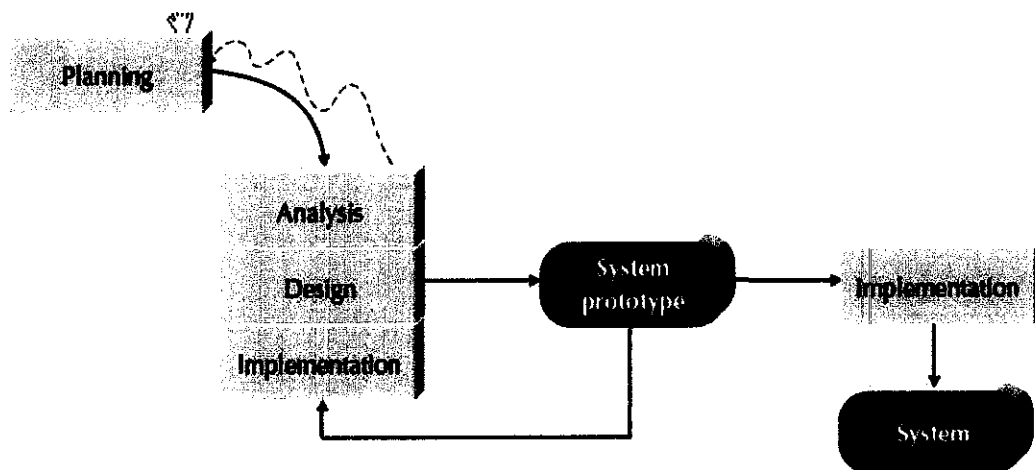 Planning
Analysis
Design
Implementation
System
prototype
Implementation
System